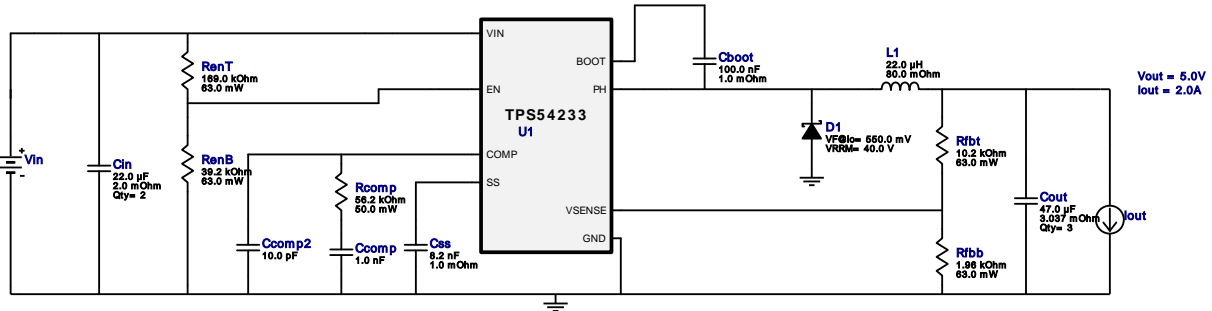 VIN
BOOT
EN
PH
COMP
SS
VSENSE
GND
TPS54233
U1
Vin
Cin
22.0 µF
2.0 mOhm
Qty= 2
RenT
169.0 kOhm
63.0 mW
RenB
39.2 kOhm
63.0 mW
Ccomp2
10.0 pF
Rcomp
56.2 kOhm
50.0 mW
Ccomp
1.0 nF
Css
8.2 nF
1.0 mOhm
Cboot
100.0 nF
1.0 mOhm
L1
22.0 µH
80.0 mOhm
D1
VF@Io= 550.0 mV
VRRM= 40.0 V
Rfbt
10.2 kOhm
63.0 mW
Rfbb
1.96 kOhm
63.0 mW
Cout
47.0 µF
3.037 mOhm
Qty= 3
Iout
Vout = 5.0V
Iout = 2.0A